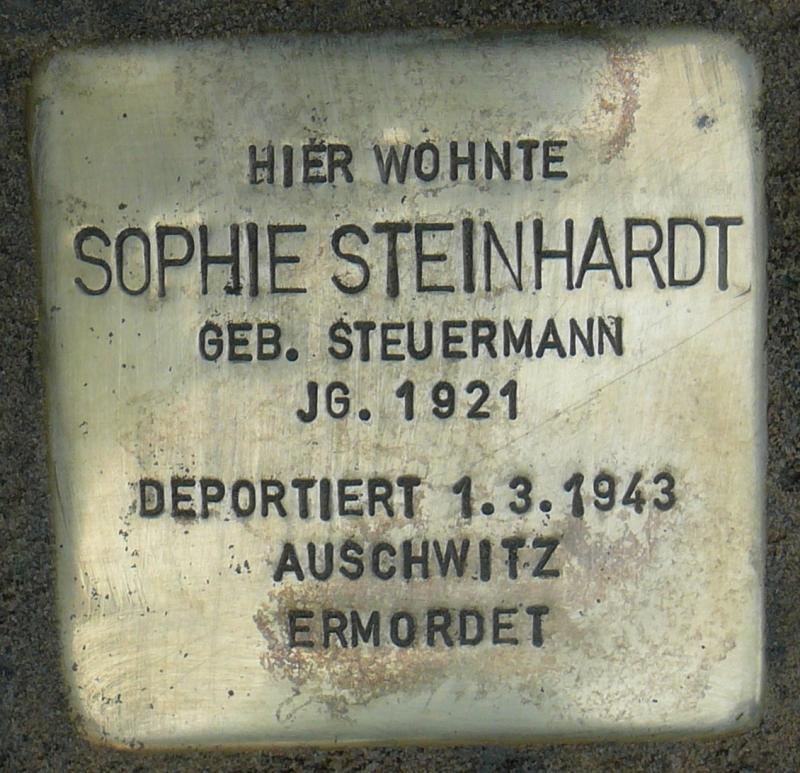 HIER WOHNTE
SOPHIE STEINHARDT
GEB. STEUERMANN
JG. 1921
DEPORTIERT 1.3.1943
AUSCHWITZ
ERMORDET